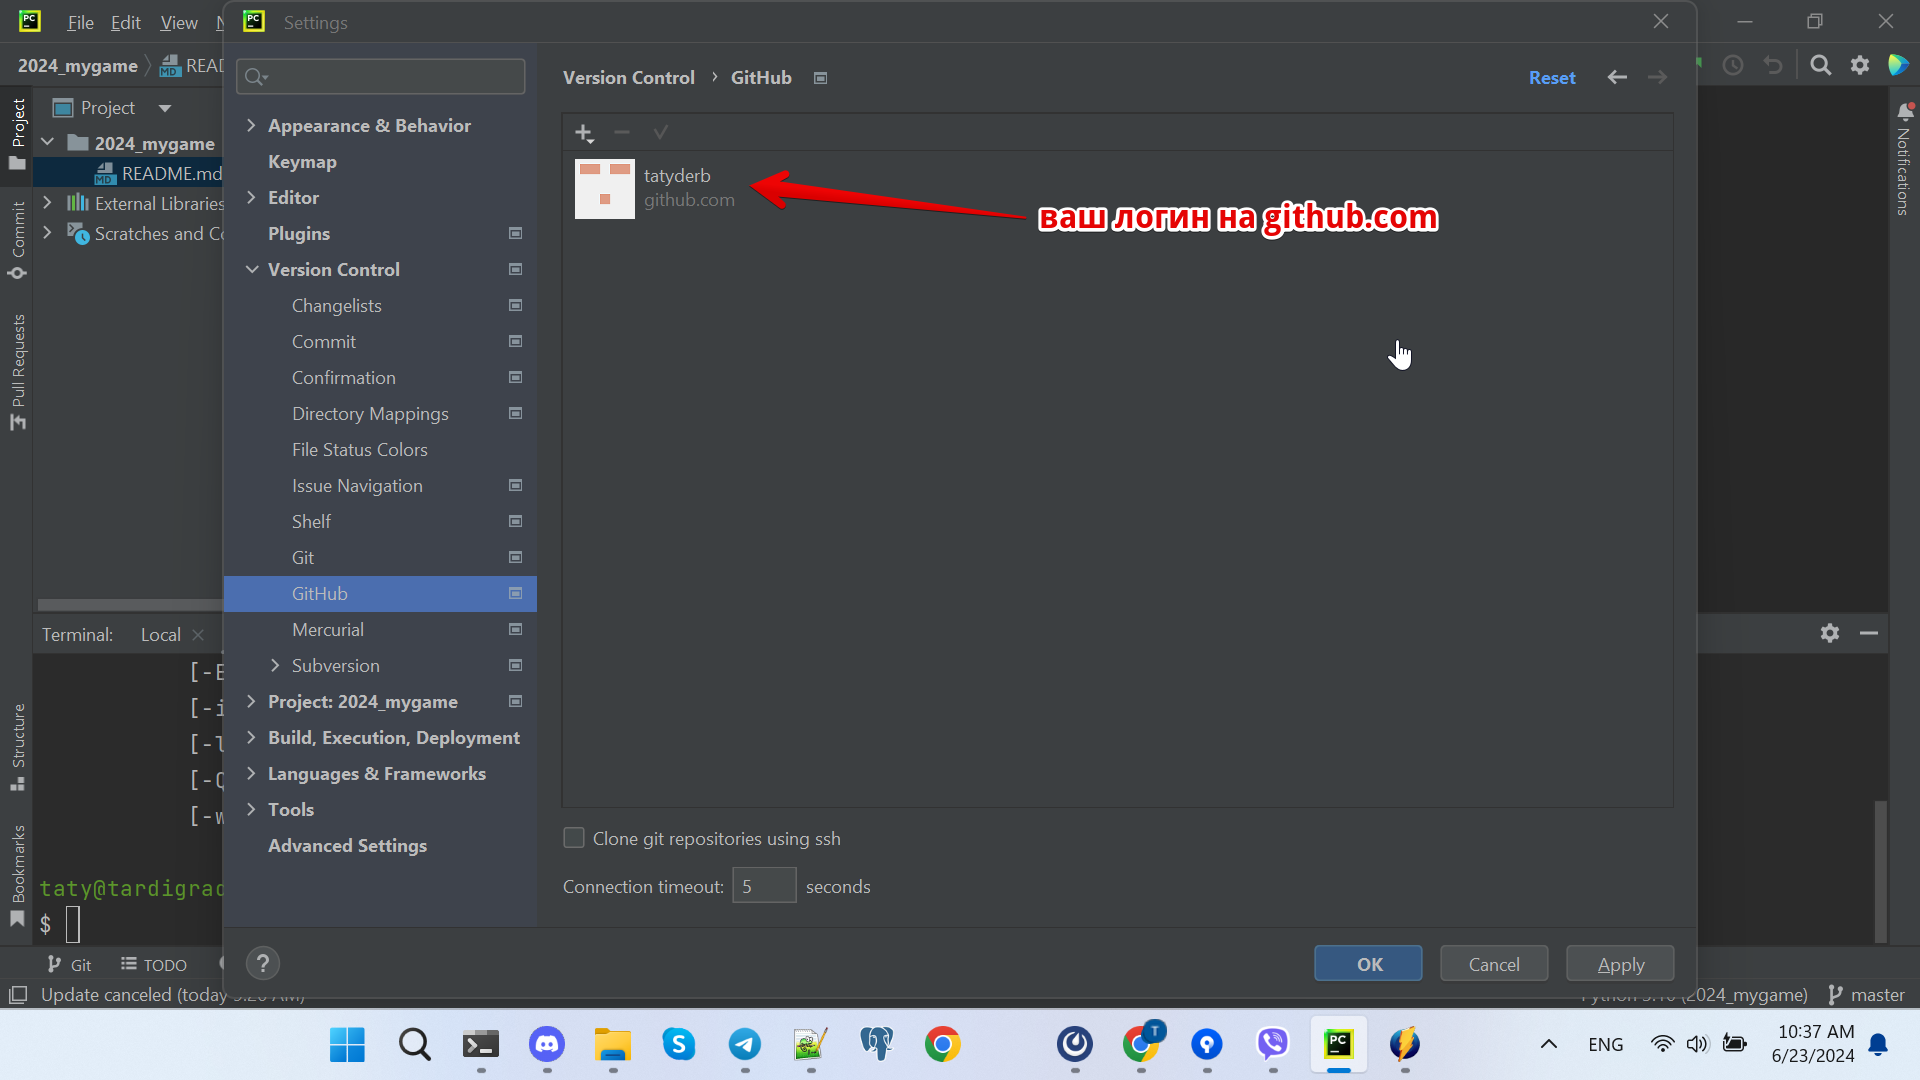 File Edit View
Settings
2024_mygame
Project
2024_mygame
README.md
External Libraries
Scratches and
Project
Commit
Pull Requests
Structure
Bookmarks
Appearance & Behavior
Keymap
Editor
Plugins
Version Control
Changelists
Commit
Confirmation
Directory Mappings
File Status Colors
Issue Navigation
Shelf
Git
GitHub
Mercurial
Subversion
Project: 2024_mygame
Build, Execution, Deployment
Languages & Frameworks
Tools
Advanced Settings
Version Control › GitHub
Reset
tatyderb
github.com
ваш логин на github.com
Clone git repositories using ssh
Connection timeout: 5 seconds
?
OK Cancel Apply
Notifications
Terminal: Local
[-E
[-i
[-l
[-Q
[-w
taty@tardigrad
$
Git TODO
Update canceled (today
(2024_mygame) master
ENG
10:37 AM
6/23/2024